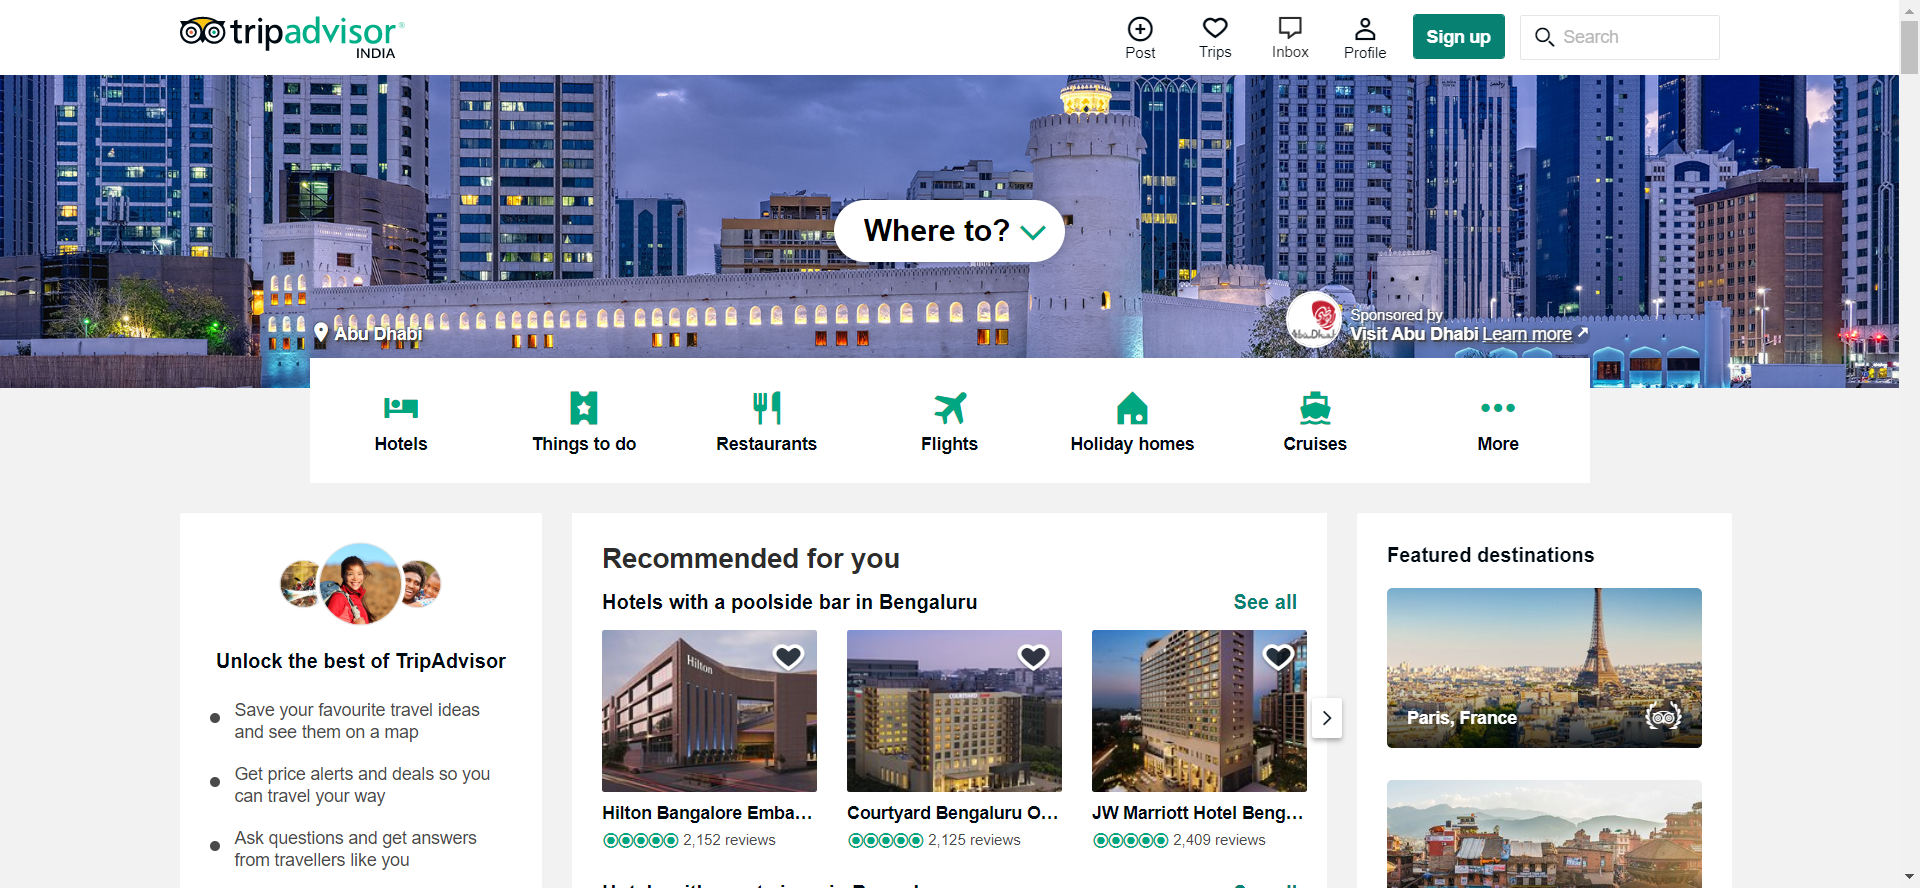 tripadvisor®
INDIA
Post
Trips
Inbox
Profile
Sign up
Search
Where to?
Abu Dhabi
Sponsored by
Visit Abu Dhabi Learn more
Hotels
Things to do
Restaurants
Flights
Holiday homes
Cruises
More
Unlock the best of TripAdvisor
Save your favourite travel ideas
and see them on a map
Get price alerts and deals so you
can travel your way
Ask questions and get answers
from travellers like you
Recommended for you
Hotels with a poolside bar in Bengaluru
See all
Hilton
COURTYARD
Hilton Bangalore Emba...
2,152 reviews
Courtyard Bengaluru O...
2,125 reviews
JW Marriott Hotel Beng...
2,409 reviews
Featured destinations
Paris, France